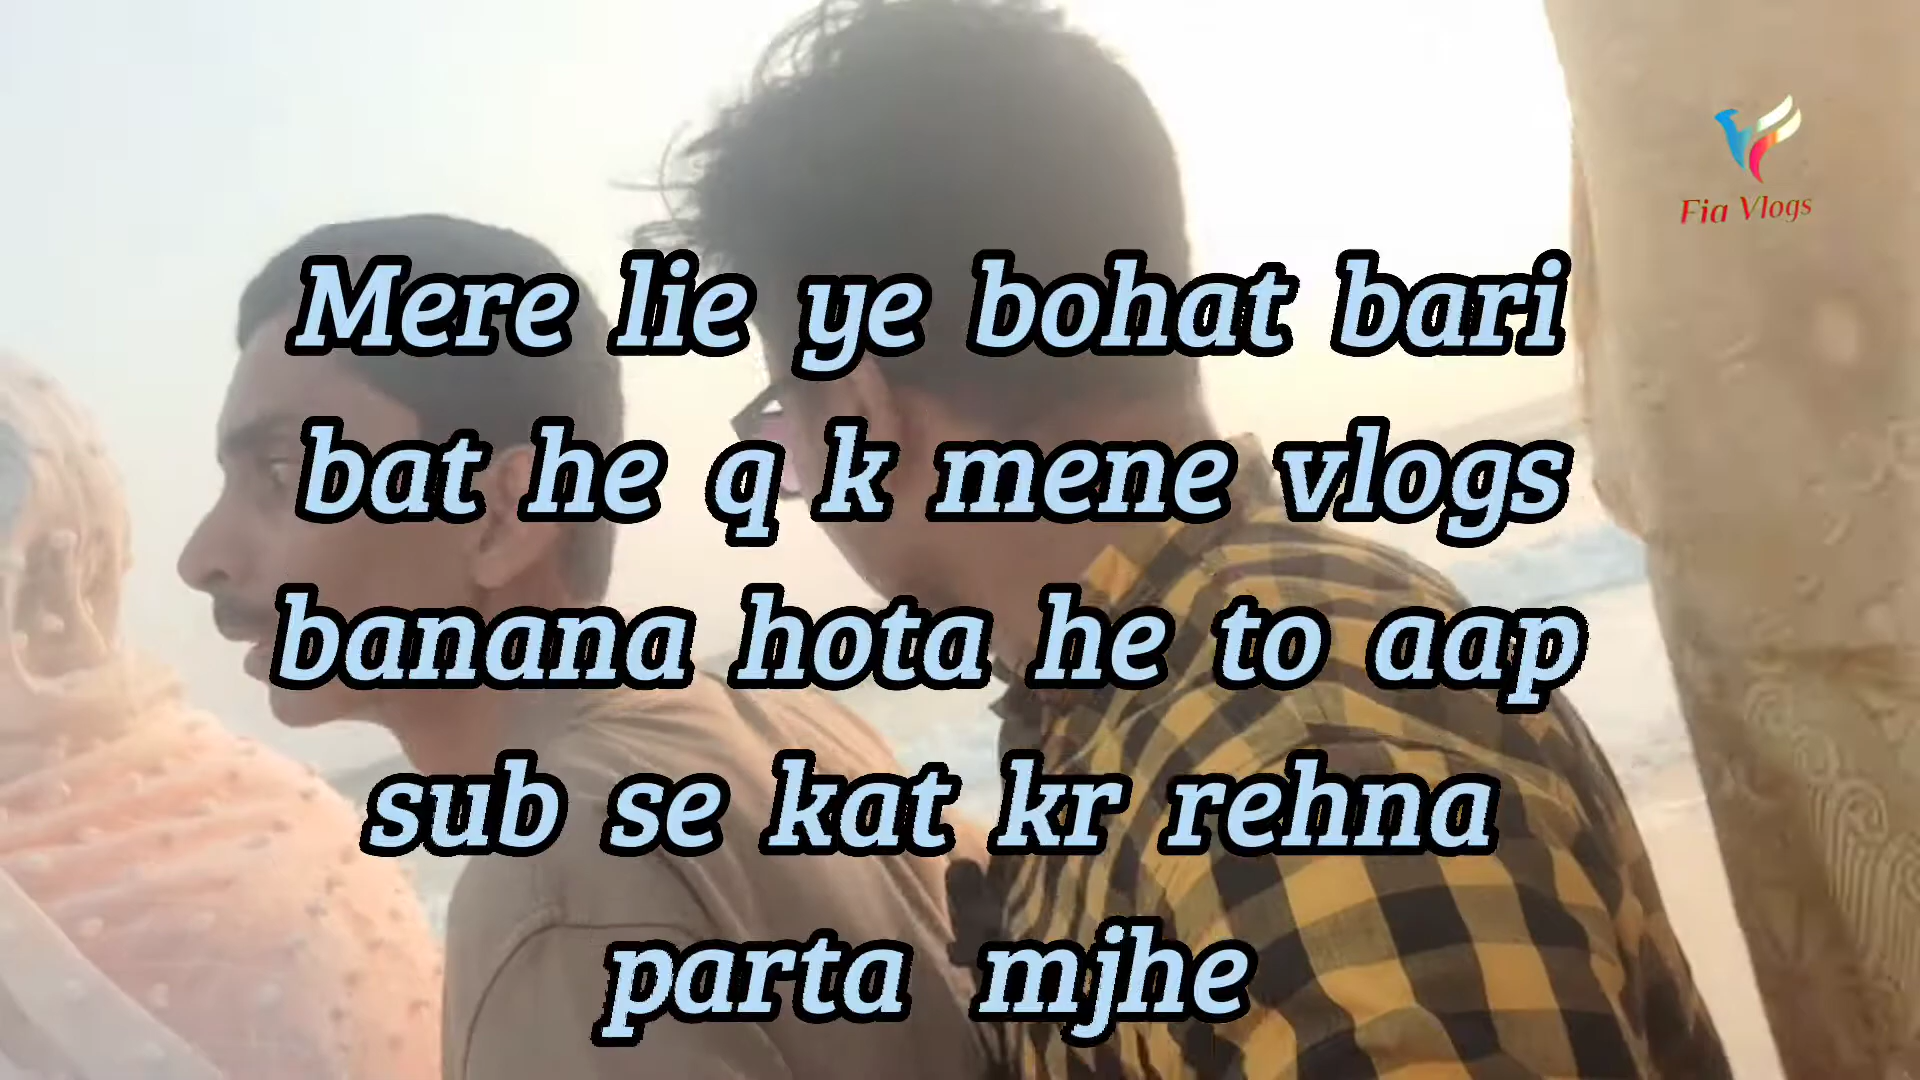 Fia Vlogs
Mere lie ye bohat bari
bat he q k mene vlogs
banana hota he to aap
sub se kat kr rehna
parta mjhe